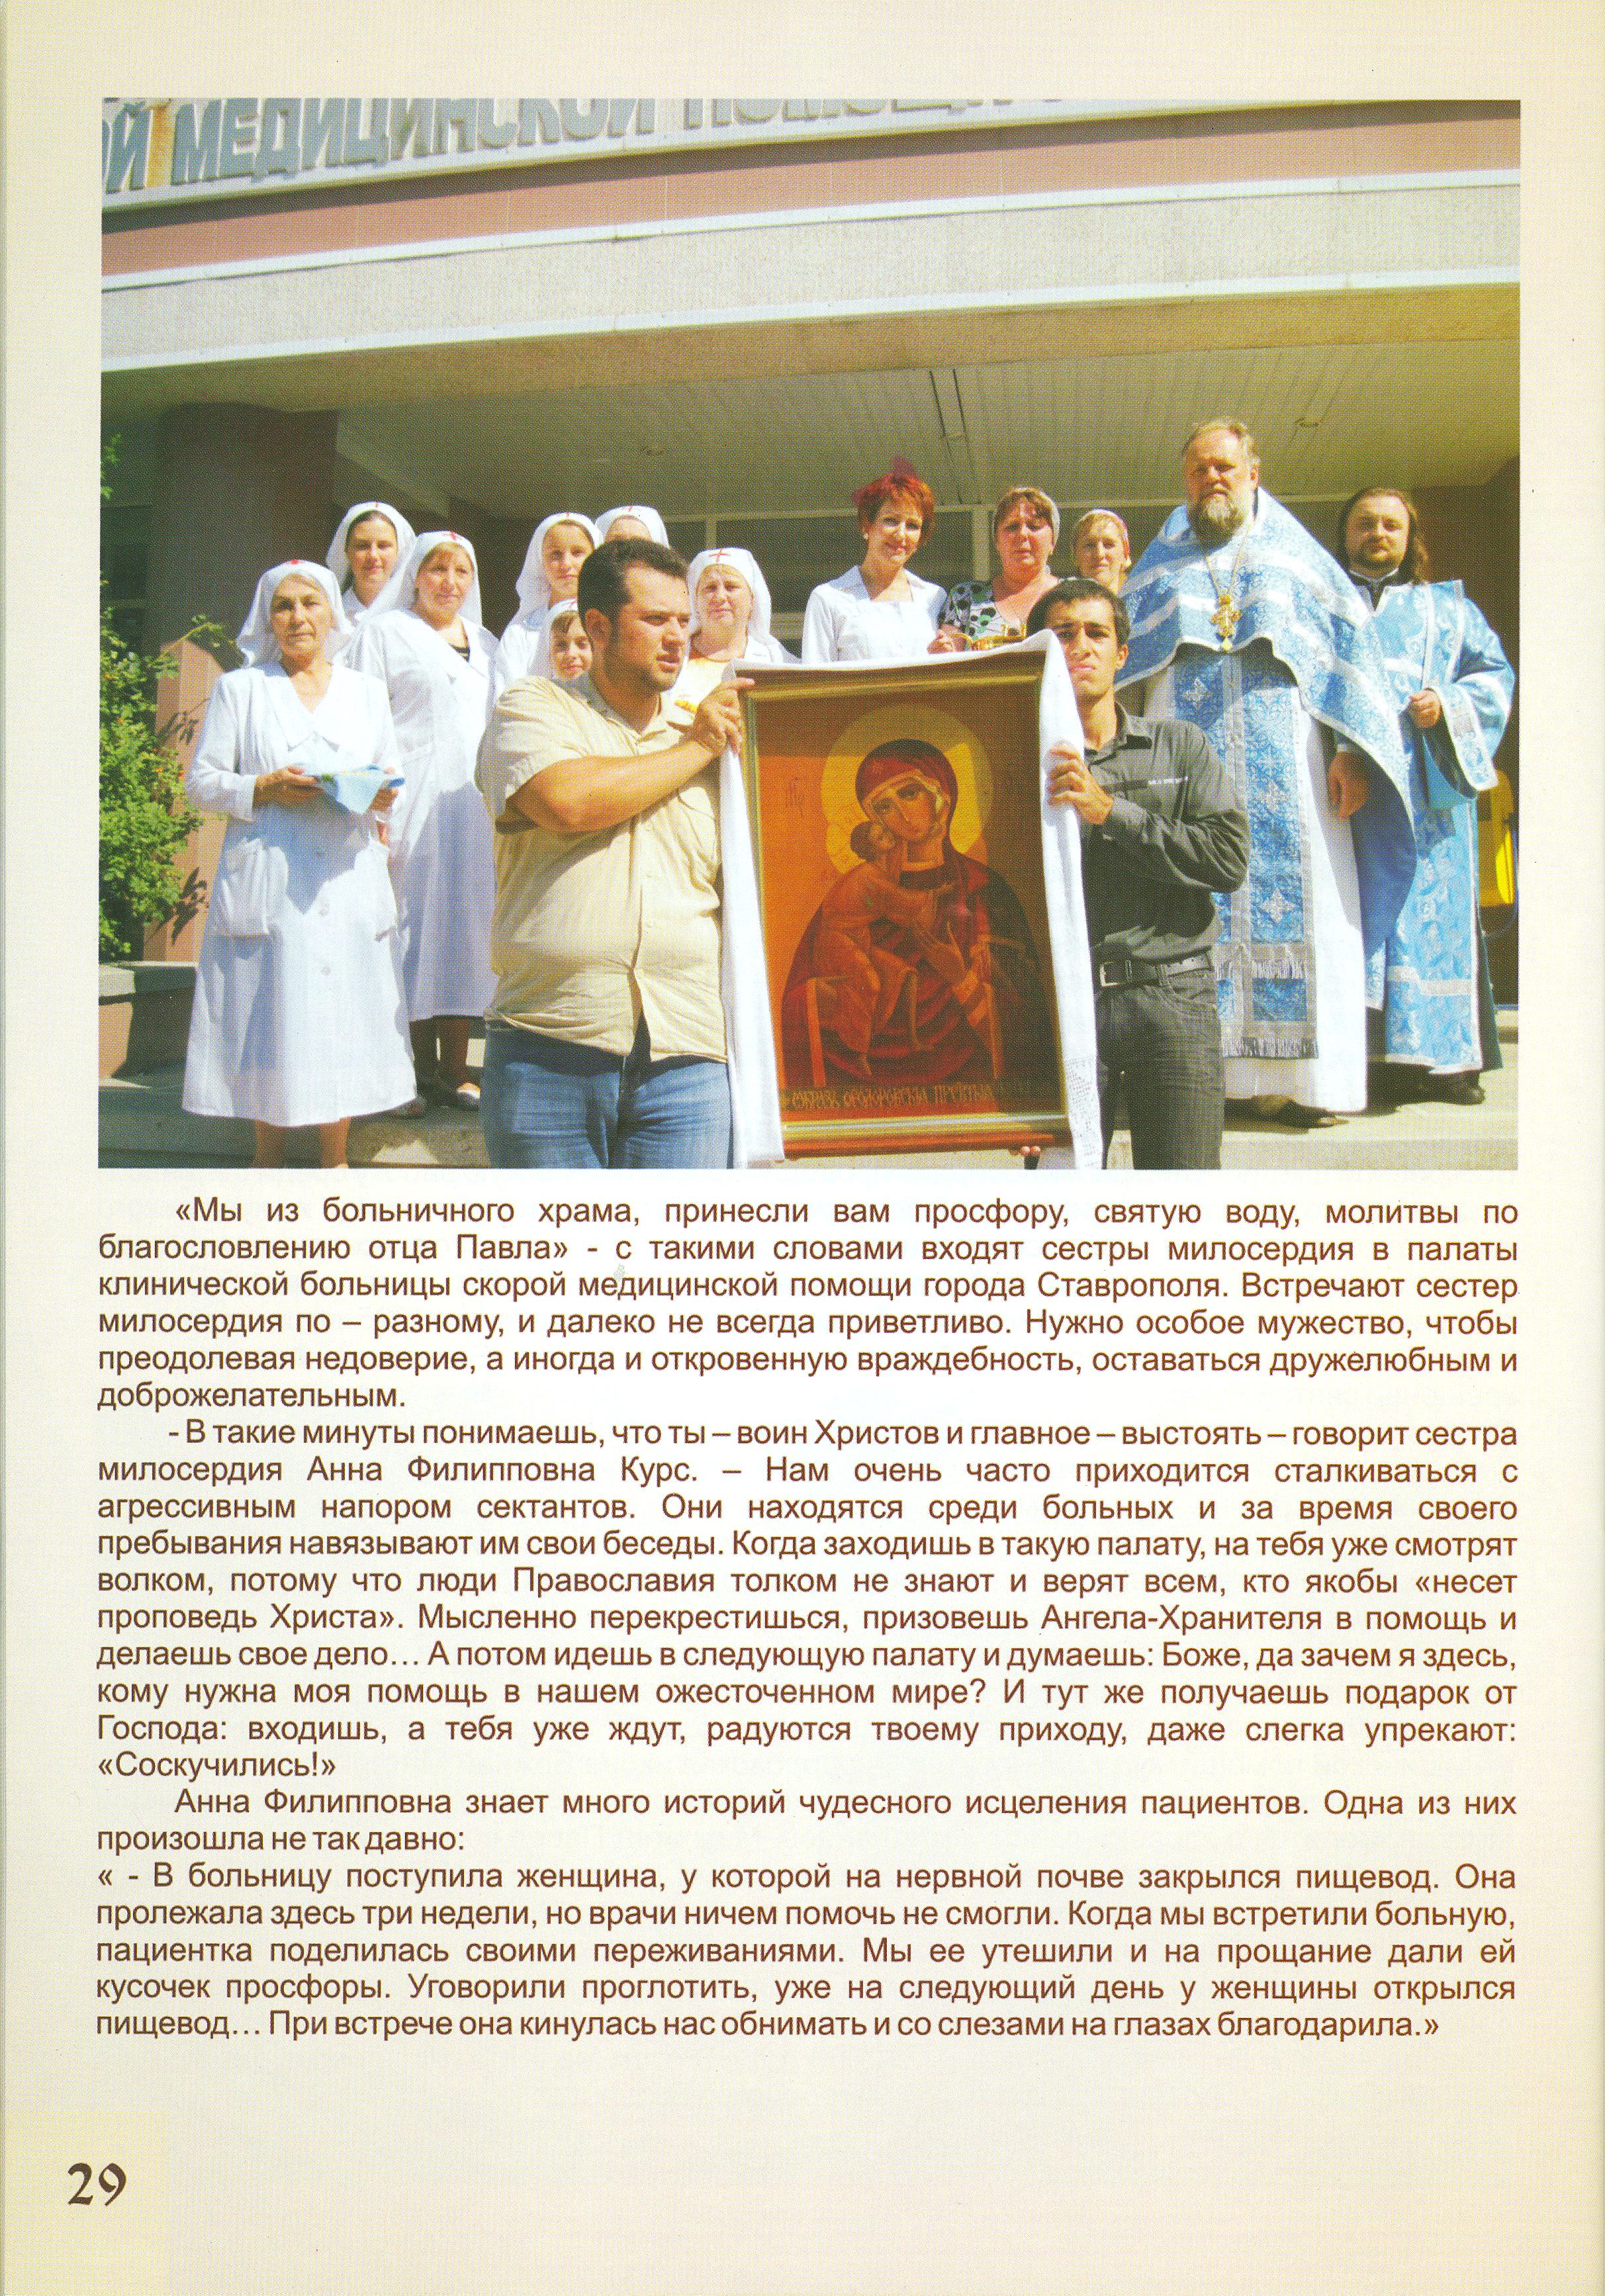 ОЙ МЕДИЦИНСКОЙ ПОМОЩИ
«Мы из больничного храма, принесли вам просфору, святую воду, молитвы по
благословлению отца Павла» - с такими словами входят сестры милосердия в палаты
клинической больницы скорой медицинской помощи города Ставрополя. Встречают сестер
милосердия по – разному, и далеко не всегда приветливо. Нужно особое мужество, чтобы
преодолевая недоверие, а иногда и откровенную враждебность, оставаться дружелюбным и
доброжелательным.
- В такие минуты понимаешь, что ты – воин Христов и главное – выстоять – говорит сестра
милосердия Анна Филипповна Курс. – Нам очень часто приходится сталкиваться с
агрессивным напором сектантов. Они находятся среди больных и за время своего
пребывания навязывают им свои беседы. Когда заходишь в такую палату, на тебя уже смотрят
волком, потому что люди Православия толком не знают и верят всем, кто якобы «несет
проповедь Христа». Мысленно перекрестишься, призовешь Ангела-Хранителя в помощь и
делаешь свое дело… А потом идешь в следующую палату и думаешь: Боже, да зачем я здесь,
кому нужна моя помощь в нашем ожесточенном мире? И тут же получаешь подарок от
Господа: входишь, а тебя уже ждут, радуются твоему приходу, даже слегка упрекают:
«Соскучились!»
Анна Филипповна знает много историй чудесного исцеления пациентов. Одна из них
произошла не так давно:
« - В больницу поступила женщина, у которой на нервной почве закрылся пищевод. Она
пролежала здесь три недели, но врачи ничем помочь не смогли. Когда мы встретили больную,
пациентка поделилась своими переживаниями. Мы ее утешили и на прощание дали ей
кусочек просфоры. Уговорили проглотить, уже на следующий день у женщины открылся
пищевод… При встрече она кинулась нас обнимать и со слезами на глазах благодарила.»
29